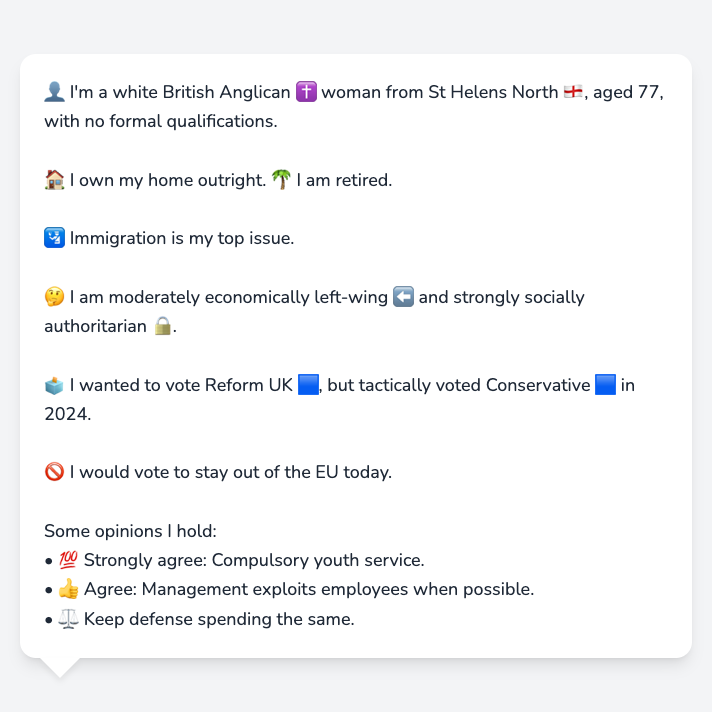 👤 I'm a white British Anglican ✝️ woman from St Helens North 🏴󠁧󠁢󠁥󠁮󠁧󠁿, aged 77,
with no formal qualifications.
🏠 I own my home outright. 🌴 I am retired.
🛂 Immigration is my top issue.
🤔 I am moderately economically left-wing ⬅️ and strongly socially
authoritarian 🔒.
🗳️ I wanted to vote Reform UK 🟦, but tactically voted Conservative 🟦 in
2024.
🚫 I would vote to stay out of the EU today.
Some opinions I hold:
• 💯 Strongly agree: Compulsory youth service.
• 👍 Agree: Management exploits employees when possible.
• ⚖️ Keep defense spending the same.